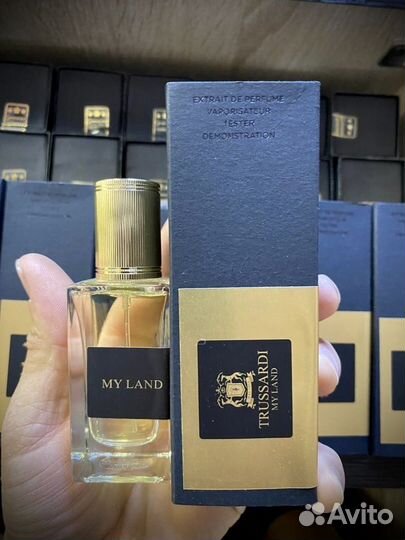 EXTRAIT DE PERFUME
VAPORISATEUR
TESTER
DEMONSTRATION
MY LAND
TRUSSARDI
MY LAND
Avito